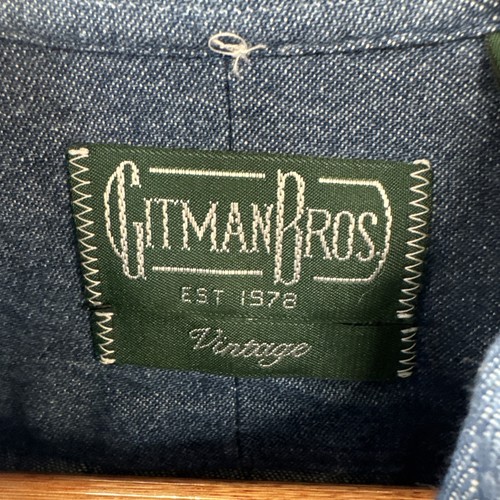 GITMAN BROS.
EST 1978
Vintage